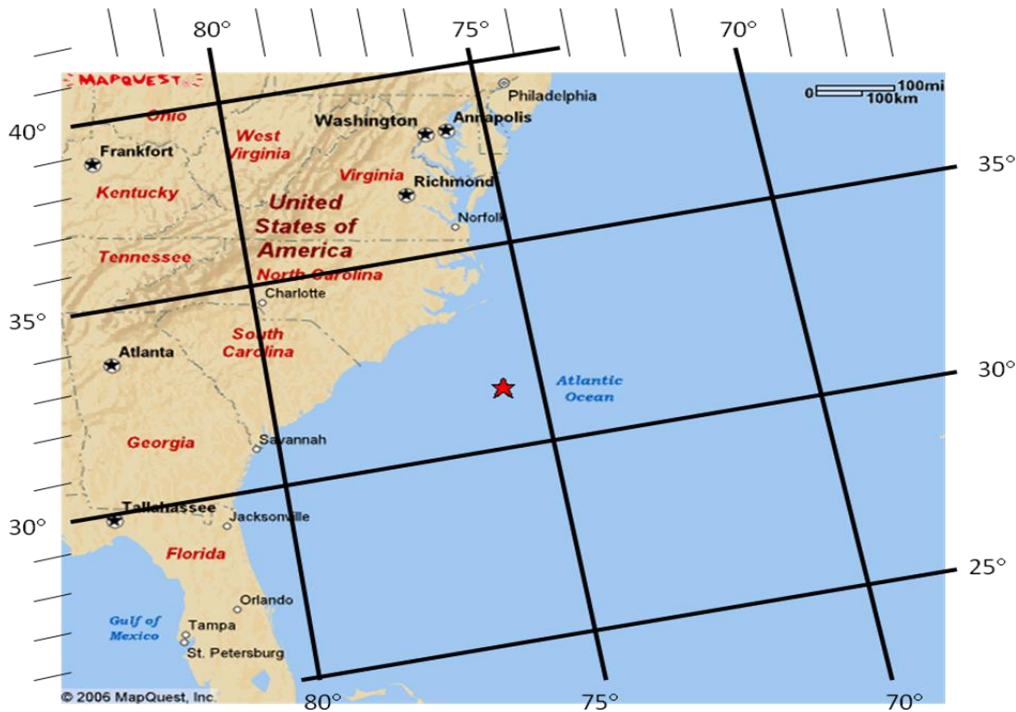 80°
75°
70°
MAPQUEST
100mi
0
100km
Philadelphia
Ohio
40°
Washington
Annapolis
West
Virginia
Frankfort
35°
Virginia
Richmond
Kentucky
United
States of
America
Norfolk
Tennessee
North Carolina
Charlotte
35°
South
Carolina
Atlanta
30°
Atlantic
Ocean
Georgia
Savannah
Tallahassee
Jacksonville
30°
Florida
25°
Orlando
Gulf of
Mexico
Tampa
St. Petersburg
© 2006 MapQuest, Inc.
80°
75°
70°